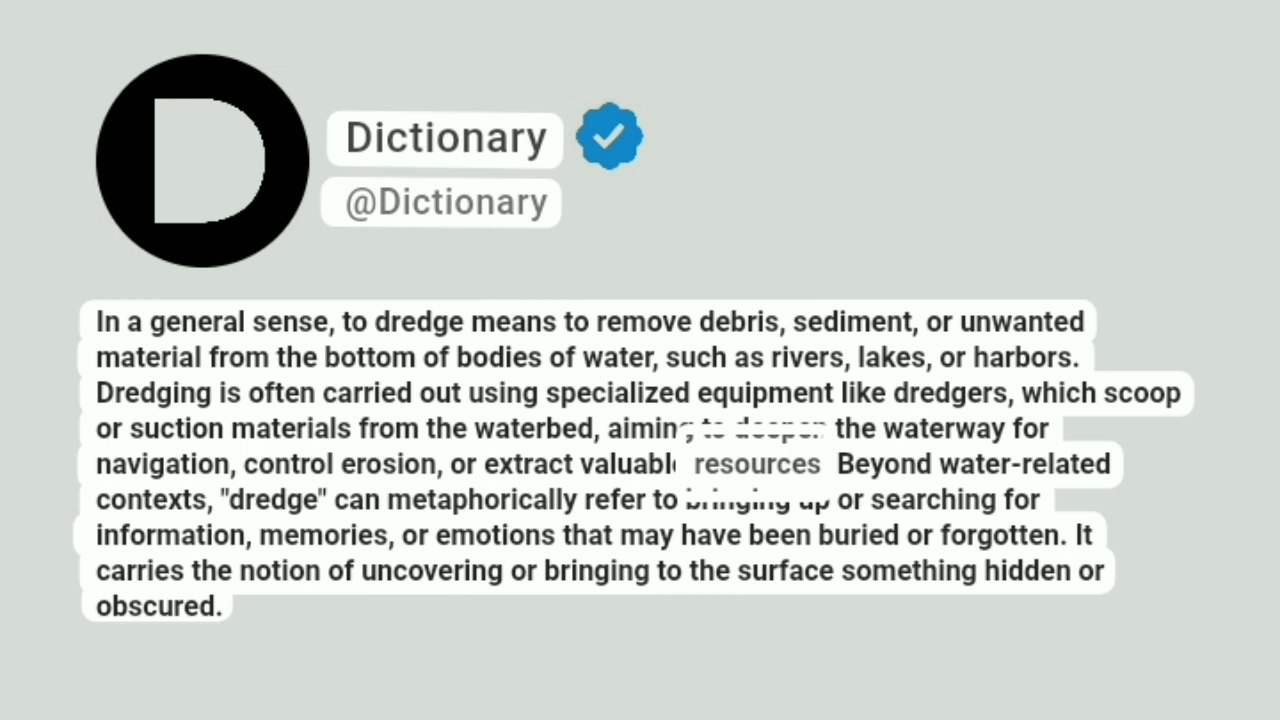 D
Dictionary
@Dictionary
In a general sense, to dredge means to remove debris, sediment, or unwanted
material from the bottom of bodies of water, such as rivers, lakes, or harbors.
Dredging is often carried out using specialized equipment like dredgers, which scoop
or suction materials from the waterbed, aiming to deepen the waterway for
navigation, control erosion, or extract valuable resources Beyond water-related
contexts, "dredge" can metaphorically refer to bringing up or searching for
information, memories, or emotions that may have been buried or forgotten. It
carries the notion of uncovering or bringing to the surface something hidden or
obscured.